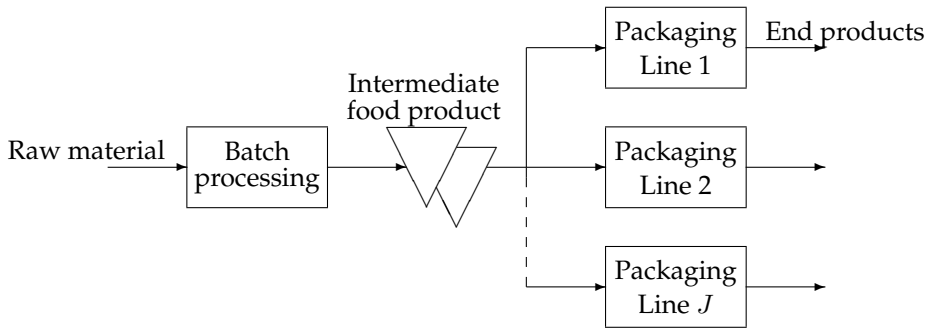 Raw material
Batch
processing
Intermediate
food product
Packaging
Line 1
End products
Packaging
Line 2
Packaging
Line J